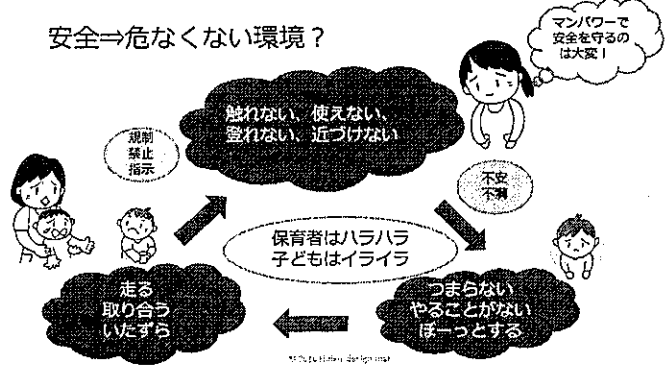 安全⇒危なくない環境？
マンパワーで
安全を守るの
は大変！
触れない、使えない、
登れない、近づけない
規制
禁止
指示
不安
不満
保育者はハラハラ
子どもはイライラ
走る
取り合う
いたずら
つまらない
やることがない
ぼーっとする